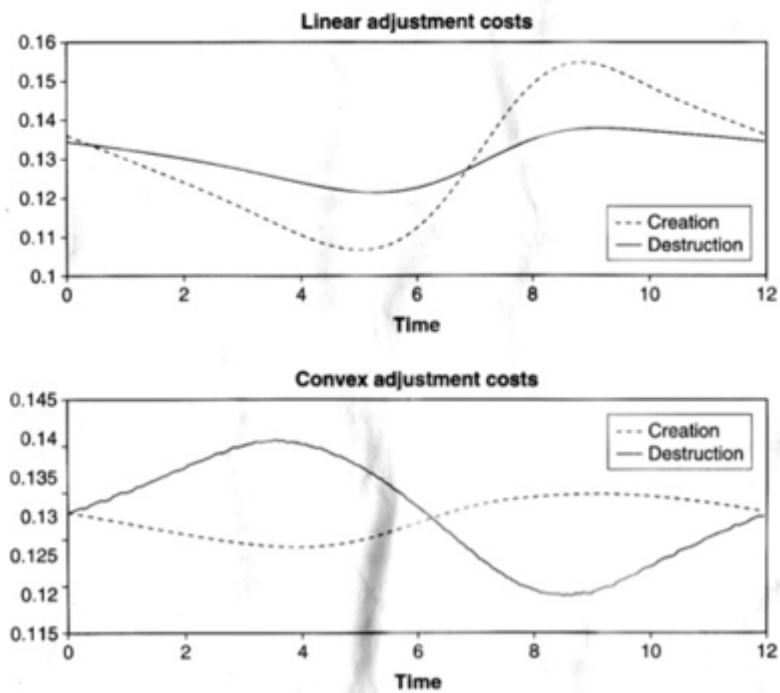 Linear adjustment costs
0.16
0.15
0.14
0.13
0.12
0.11
0.1
Creation
Destruction
0 2 4 6 8 10 12
Time
Convex adjustment costs
0.145
0.14
0.135
0.13
0.125
0.12
0.115
Creation
Destruction
0 2 4 6 8 10 12
Time